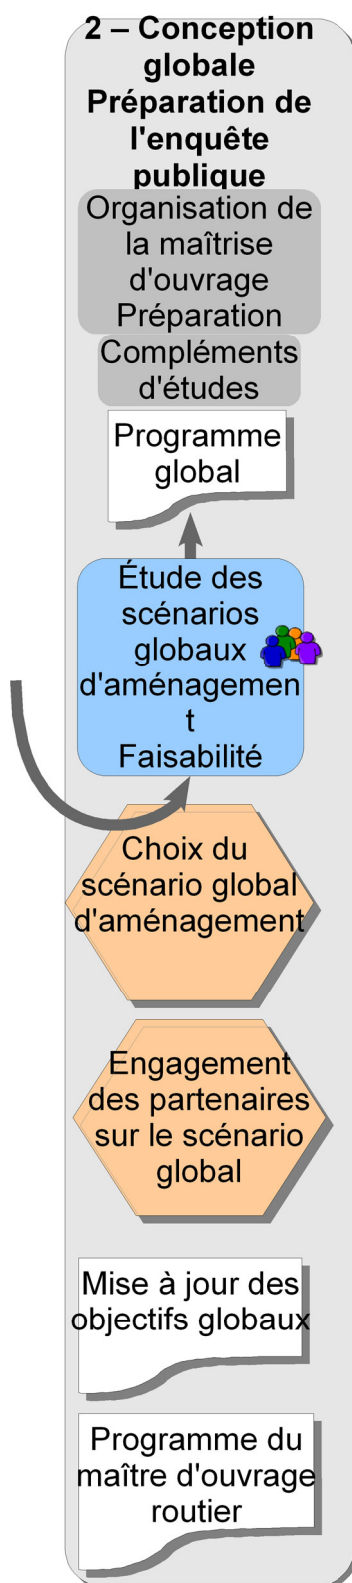 2 – Conception
globale
Préparation de
l'enquête
publique
Organisation de
la maîtrise
d'ouvrage
Préparation
Compléments
d'études
Programme
global
Étude des
scénarios
globaux
d'aménagemen
t
Faisabilité
Choix du
scénario global
d'aménagement
Engagement
des partenaires
sur le scénario
global
Mise à jour des
objectifs globaux
Programme du
maître d'ouvrage
routier